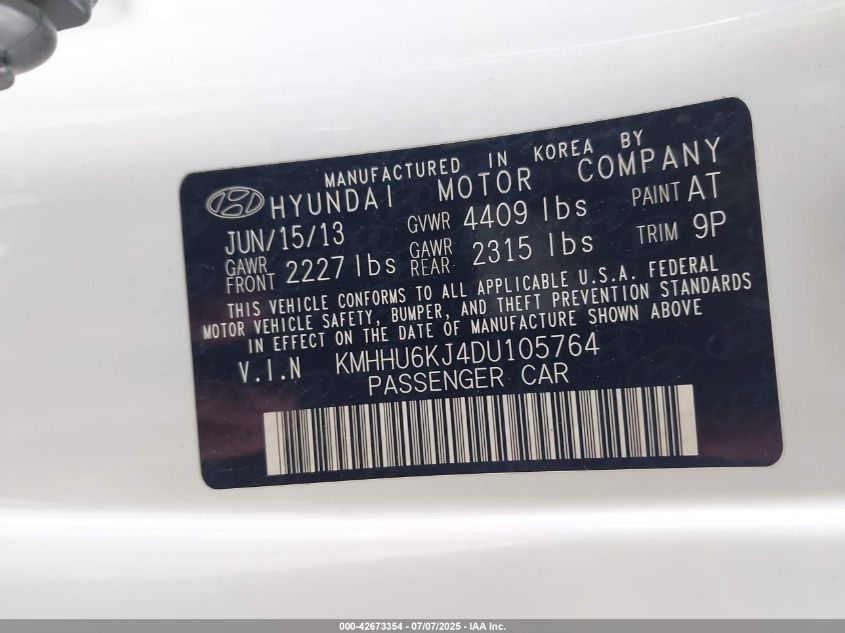 MANUFACTURED IN KOREA BY
HYUNDAI MOTOR COMPANY
JUN/15/13 GVWR 4409 lbs PAINT AT
GAWR FRONT 2227 lbs GAWR REAR 2315 lbs TRIM 9P
THIS VEHICLE CONFORMS TO ALL APPLICABLE U.S.A. FEDERAL
MOTOR VEHICLE SAFETY, BUMPER, AND THEFT PREVENTION STANDARDS
IN EFFECT ON THE DATE OF MANUFACTURE SHOWN ABOVE
V.I.N KMHHU6KJ4DU105764
PASSENGER CAR
000-42673354 - 07/07/2025 - IAA Inc.